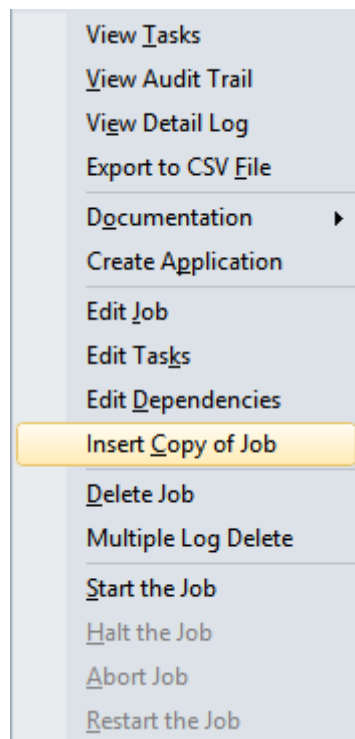 View Tasks
View Audit Trail
View Detail Log
Export to CSV File
Documentation
Create Application
Edit Job
Edit Tasks
Edit Dependencies
Insert Copy of Job
Delete Job
Multiple Log Delete
Start the Job
Halt the Job
Abort Job
Restart the Job